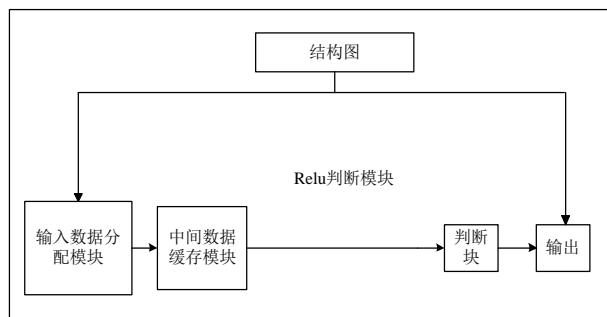 结构图
Relu判断模块
输入数据分
配模块
中间数据
缓存模块
判断
块
输出